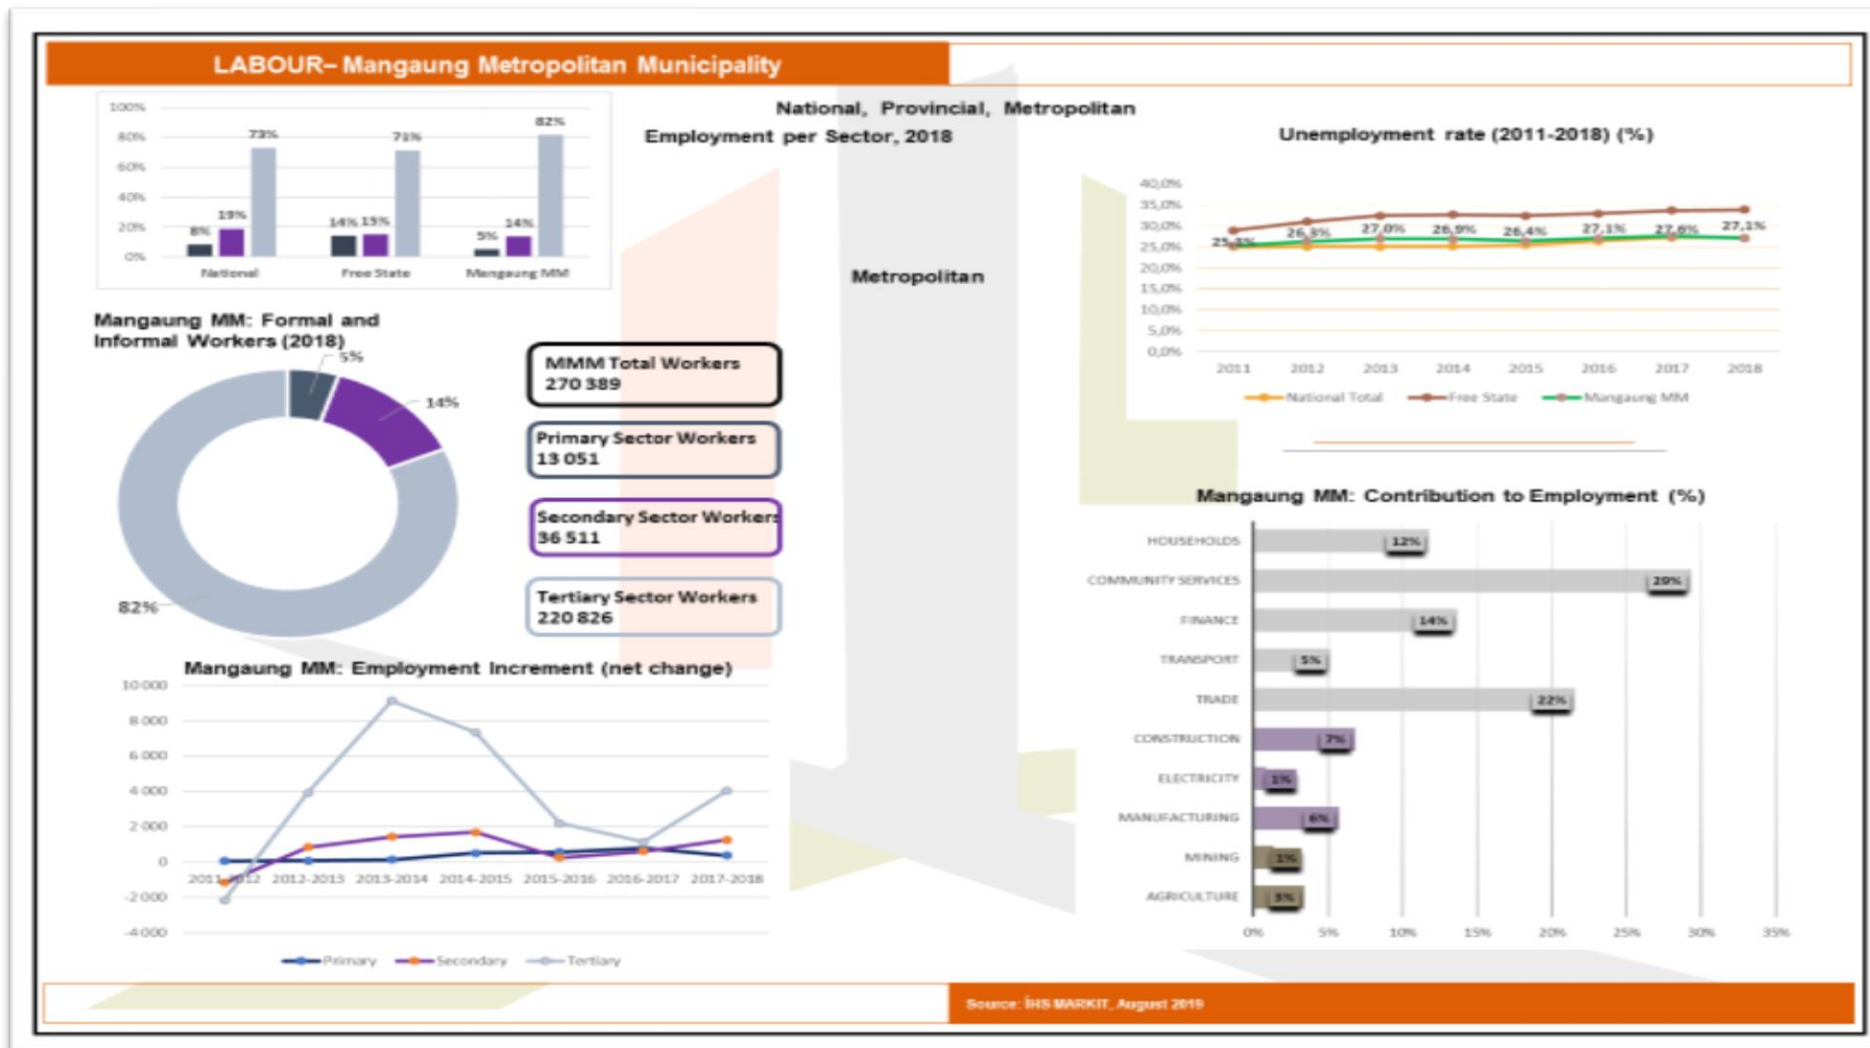 LABOUR– Mangaung Metropolitan Municipality
National, Provincial, Metropolitan
Employment per Sector, 2018
Metropolitan
100%
80%
60%
40%
20%
0%
8%
19%
73%
14%
15%
71%
5%
14%
82%
National
Free State
Mangaung MM
Mangaung MM: Formal and
Informal Workers (2018)
5%
14%
82%
MMM Total Workers
270 389
Primary Sector Workers
13 051
Secondary Sector Workers
36 511
Tertiary Sector Workers
220 826
Mangaung MM: Employment Increment (net change)
10 000
8 000
6 000
4 000
2 000
0
-2 000
-4 000
2011-2012
2012-2013
2013-2014
2014-2015
2015-2016
2016-2017
2017-2018
Primary
Secondary
Tertiary
Unemployment rate (2011-2018) (%)
40,0%
35,0%
30,0%
25,0%
20,0%
15,0%
10,0%
5,0%
0,0%
26,3%
27,0%
26,9%
26,4%
27,1%
27,6%
27,1%
2011
2012
2013
2014
2015
2016
2017
2018
National Total
Free State
Mangaung MM
Mangaung MM: Contribution to Employment (%)
HOUSEHOLDS
12%
COMMUNITY SERVICES
29%
FINANCE
14%
TRANSPORT
5%
TRADE
22%
CONSTRUCTION
7%
ELECTRICITY
1%
MANUFACTURING
6%
MINING
1%
AGRICULTURE
3%
0%
5%
10%
15%
20%
25%
30%
35%
Source: İHS MARKIT, August 2019